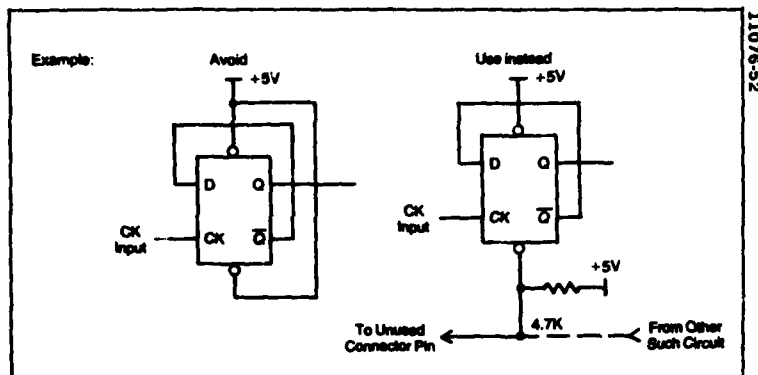 Example:
Avoid
+5V
D
Q
CK
Input
CK
Q̅
Use instead
+5V
D
Q
CK
Input
CK
Q̅
+5V
4.7K
To Unused
Connector Pin
From Other
Such Circuit
11076-52